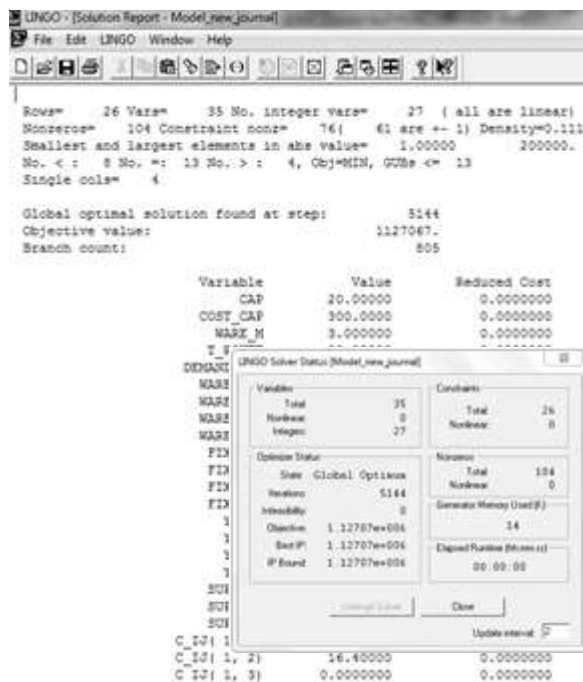 LINGO - [Solution Report - Model_new_journal]
File Edit LINGO Window Help
Rows= 26 Vars= 35 No. integer vars= 27 ( all are linear)
Nonzeros= 104 Constraint nonz= 76( 61 are +- 1) Density=0.111
Smallest and largest elements in abs value= 1.00000 200000.
No. < : 8 No. =: 13 No. > : 4, Obj=MIN, GUBs <= 13
Single cols= 4
Global optimal solution found at step: 5144
Objective value: 1127067.
Branch count: 805
Variable Value Reduced Cost
CAP 20.00000 0.0000000
COST_CAP 300.0000 0.0000000
WARE_M 3.000000 0.0000000
DEMAND
WARE
WARE
WARE
WARE
LINGO Solver Status [Model_new_journal]
Variables
Total 35
Nonlinear 0
Integers 27
Constraints
Total 26
Nonlinear 0
Optimizer Status
State Global Optimum
Iterations 5144
Infeasibility 0
Objective 1.12707e+006
Best IP 1.12707e+006
IP Bound 1.12707e+006
Nonzeros
Total 104
Nonlinear 0
Generator Memory Used (K)
14
Elapsed Runtime (hh:mm:ss)
00:00:00
Interrupt Solver
Close
Update interval: 2
C_IJ( 1
C_IJ( 1, 2) 16.40000 0.0000000
C_IJ( 1, 3) 0.0000000 0.0000000